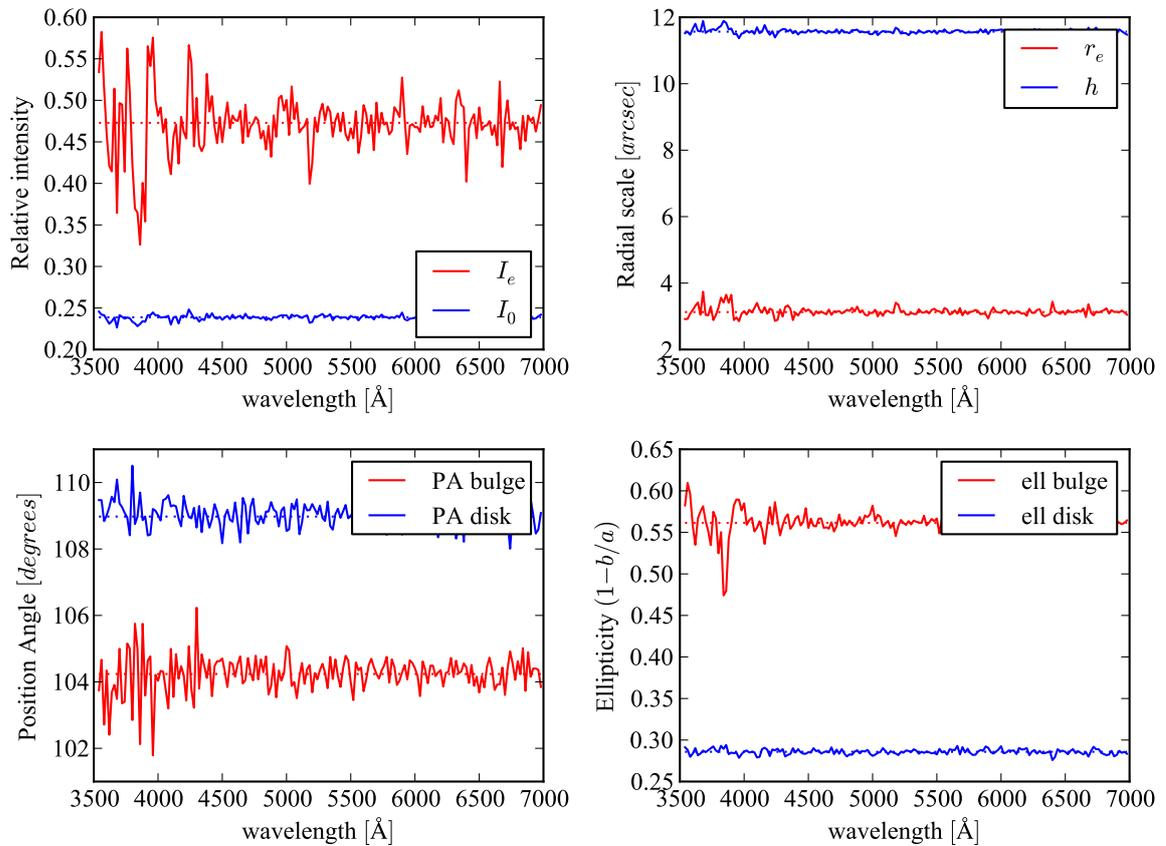 0.60
0.55
0.50
0.45
0.40
0.35
0.30
0.25
0.20
Relative intensity
I_e
I_0
3500 4000 4500 5000 5500 6000 6500 7000
wavelength [Å]
12
10
8
6
4
2
Radial scale [arcsec]
r_e
h
3500 4000 4500 5000 5500 6000 6500 7000
wavelength [Å]
110
108
106
104
102
Position Angle [degrees]
PA bulge
PA disk
3500 4000 4500 5000 5500 6000 6500 7000
wavelength [Å]
0.65
0.60
0.55
0.50
0.45
0.40
0.35
0.30
0.25
Ellipticity (1−b/a)
ell bulge
ell disk
3500 4000 4500 5000 5500 6000 6500 7000
wavelength [Å]